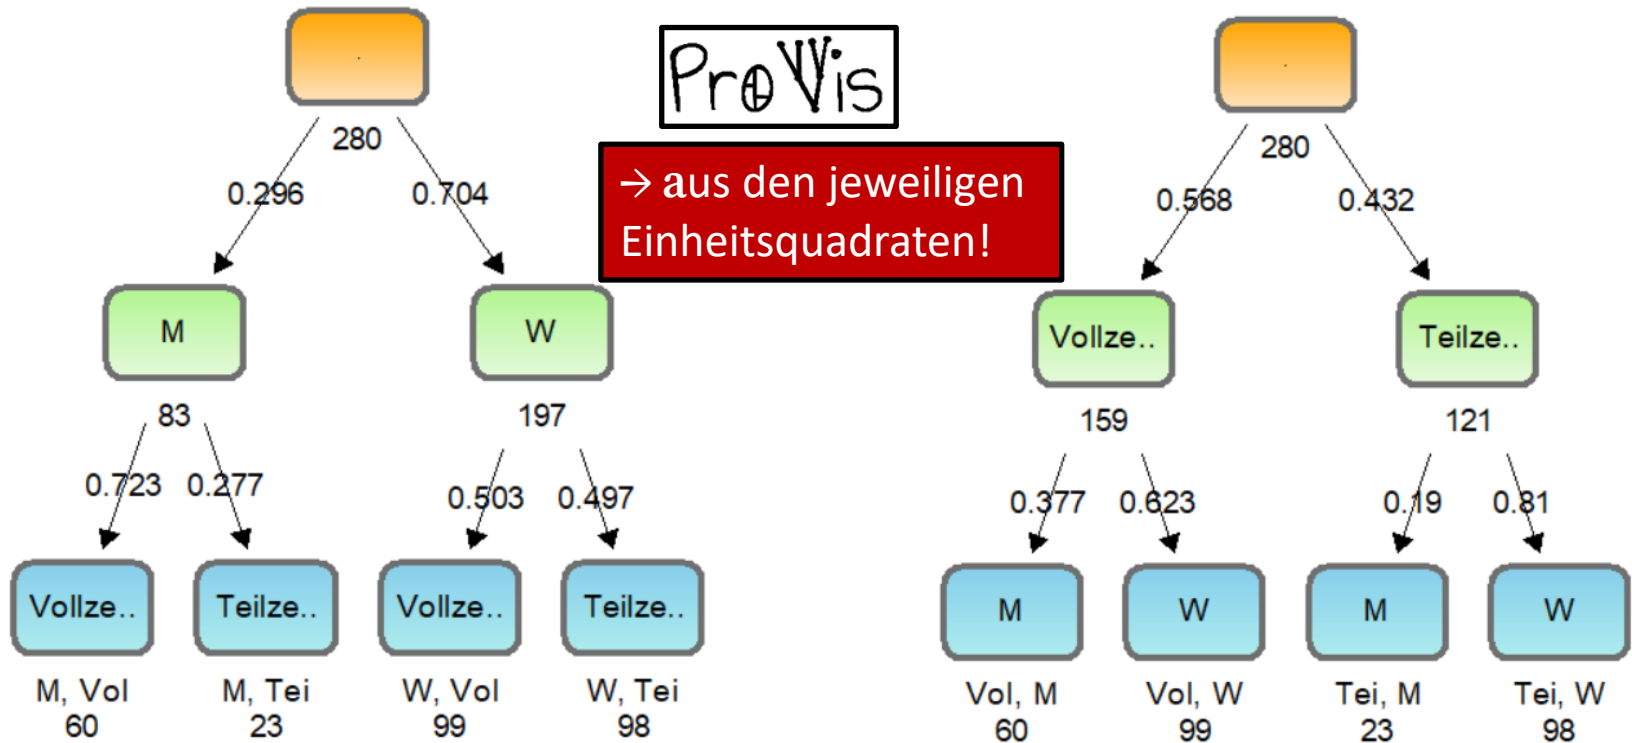 ProVis
→ aus den jeweiligen
Einheitsquadraten!
280
0.296 0.704
M W
83 197
0.723 0.277 0.503 0.497
Vollze.. Teilze.. Vollze.. Teilze..
M, Vol M, Tei W, Vol W, Tei
60 23 99 98
280
0.568 0.432
Vollze.. Teilze..
159 121
0.377 0.623 0.19 0.81
M W M W
Vol, M Vol, W Tei, M Tei, W
60 99 23 98